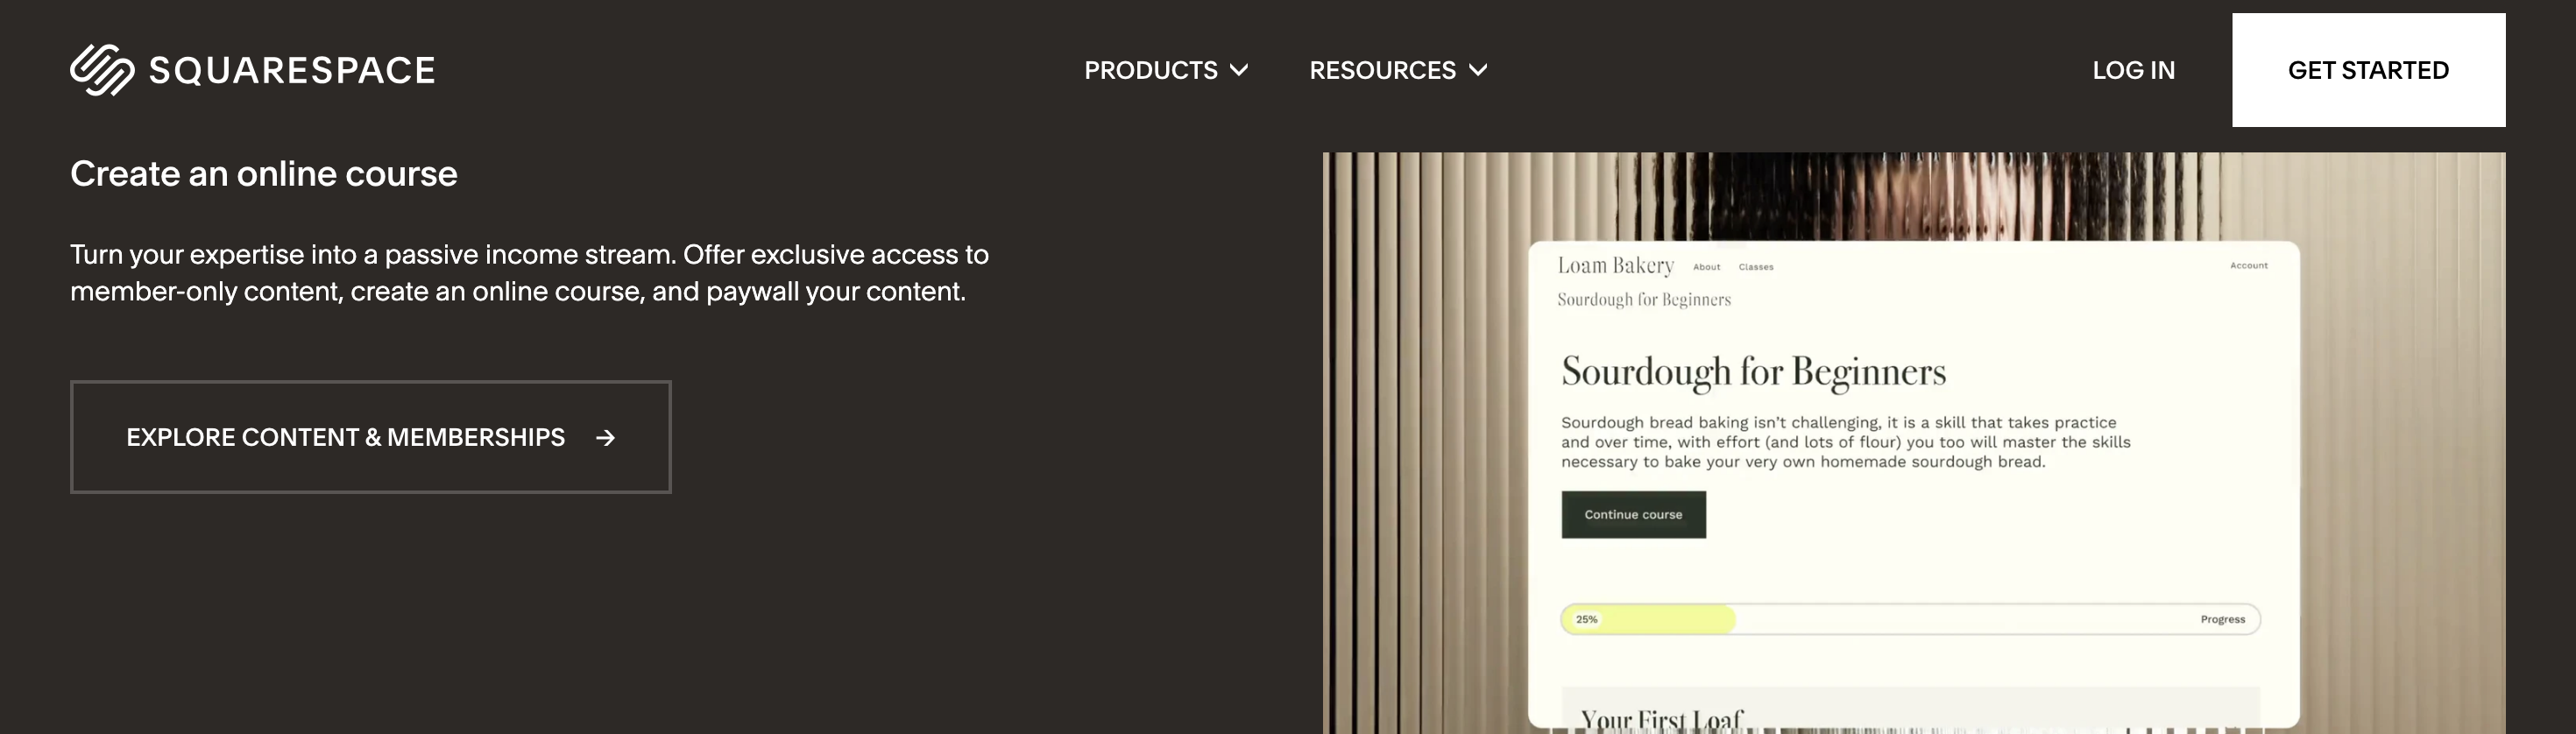 SQUARESPACE
PRODUCTS
RESOURCES
LOG IN
GET STARTED
Create an online course
Turn your expertise into a passive income stream. Offer exclusive access to
member-only content, create an online course, and paywall your content.
EXPLORE CONTENT & MEMBERSHIPS →
Loam Bakery
About
Classes
Account
Sourdough for Beginners
Sourdough for Beginners
Sourdough bread baking isn't challenging, it is a skill that takes practice
and over time, with effort (and lots of flour) you too will master the skills
necessary to bake your very own homemade sourdough bread.
Continue course
25%
Progress
Your First Loaf